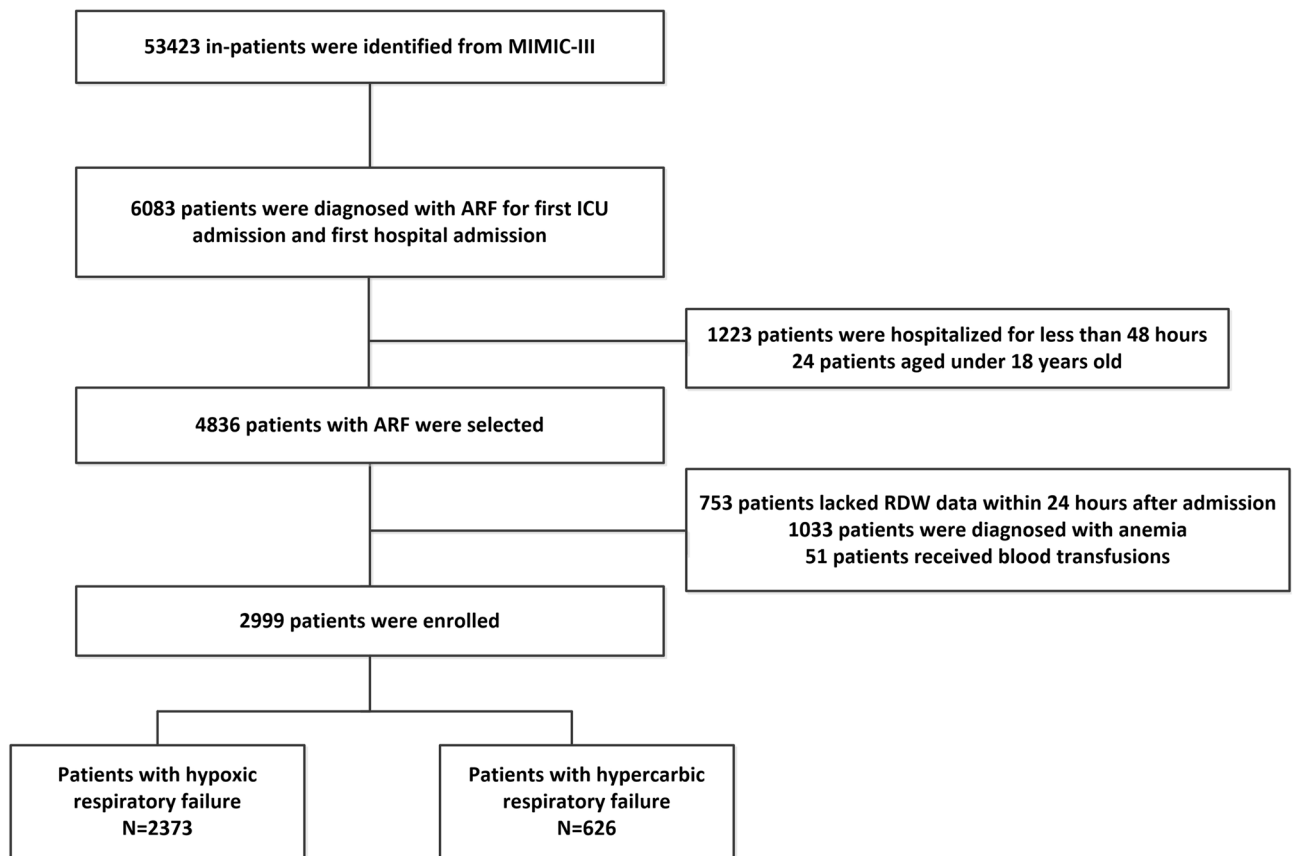 53423 in-patients were identified from MIMIC-III
6083 patients were diagnosed with ARF for first ICU
admission and first hospital admission
1223 patients were hospitalized for less than 48 hours
24 patients aged under 18 years old
4836 patients with ARF were selected
753 patients lacked RDW data within 24 hours after admission
1033 patients were diagnosed with anemia
51 patients received blood transfusions
2999 patients were enrolled
Patients with hypoxic
respiratory failure
N=2373
Patients with hypercarbic
respiratory failure
N=626